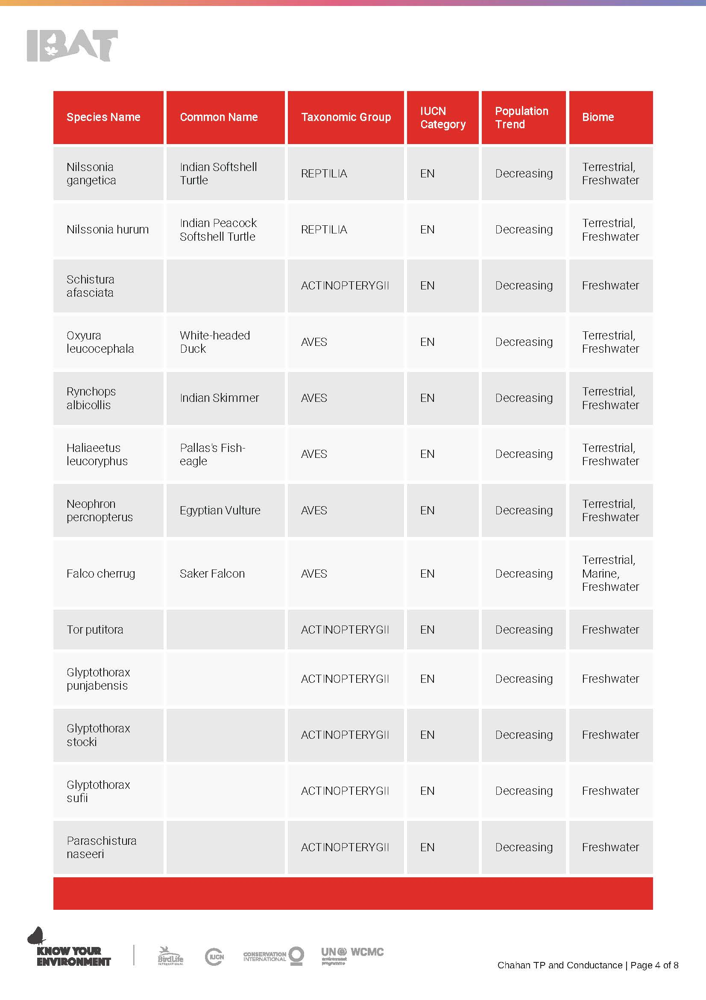 IBAT
Species Name Common Name Taxonomic Group IUCN Category Population Trend Biome
Nilssonia gangetica Indian Softshell Turtle REPTILIA EN Decreasing Terrestrial, Freshwater
Nilssonia hurum Indian Peacock Softshell Turtle REPTILIA EN Decreasing Terrestrial, Freshwater
Schistura afasciata ACTINOPTERYGII EN Decreasing Freshwater
Oxyura leucocephala White-headed Duck AVES EN Decreasing Terrestrial, Freshwater
Rynchops albicollis Indian Skimmer AVES EN Decreasing Terrestrial, Freshwater
Haliaeetus leucoryphus Pallas's Fish-eagle AVES EN Decreasing Terrestrial, Freshwater
Neophron percnopterus Egyptian Vulture AVES EN Decreasing Terrestrial, Freshwater
Falco cherrug Saker Falcon AVES EN Decreasing Terrestrial, Marine, Freshwater
Tor putitora ACTINOPTERYGII EN Decreasing Freshwater
Glyptothorax punjabensis ACTINOPTERYGII EN Decreasing Freshwater
Glyptothorax stocki ACTINOPTERYGII EN Decreasing Freshwater
Glyptothorax sufii ACTINOPTERYGII EN Decreasing Freshwater
Paraschistura naseeri ACTINOPTERYGII EN Decreasing Freshwater
KNOW YOUR
ENVIRONMENT
BirdLife
INTERNATIONAL
IUCN
CONSERVATION
INTERNATIONAL
UN WCMC
environment
programme
Chahan TP and Conductance | Page 4 of 8